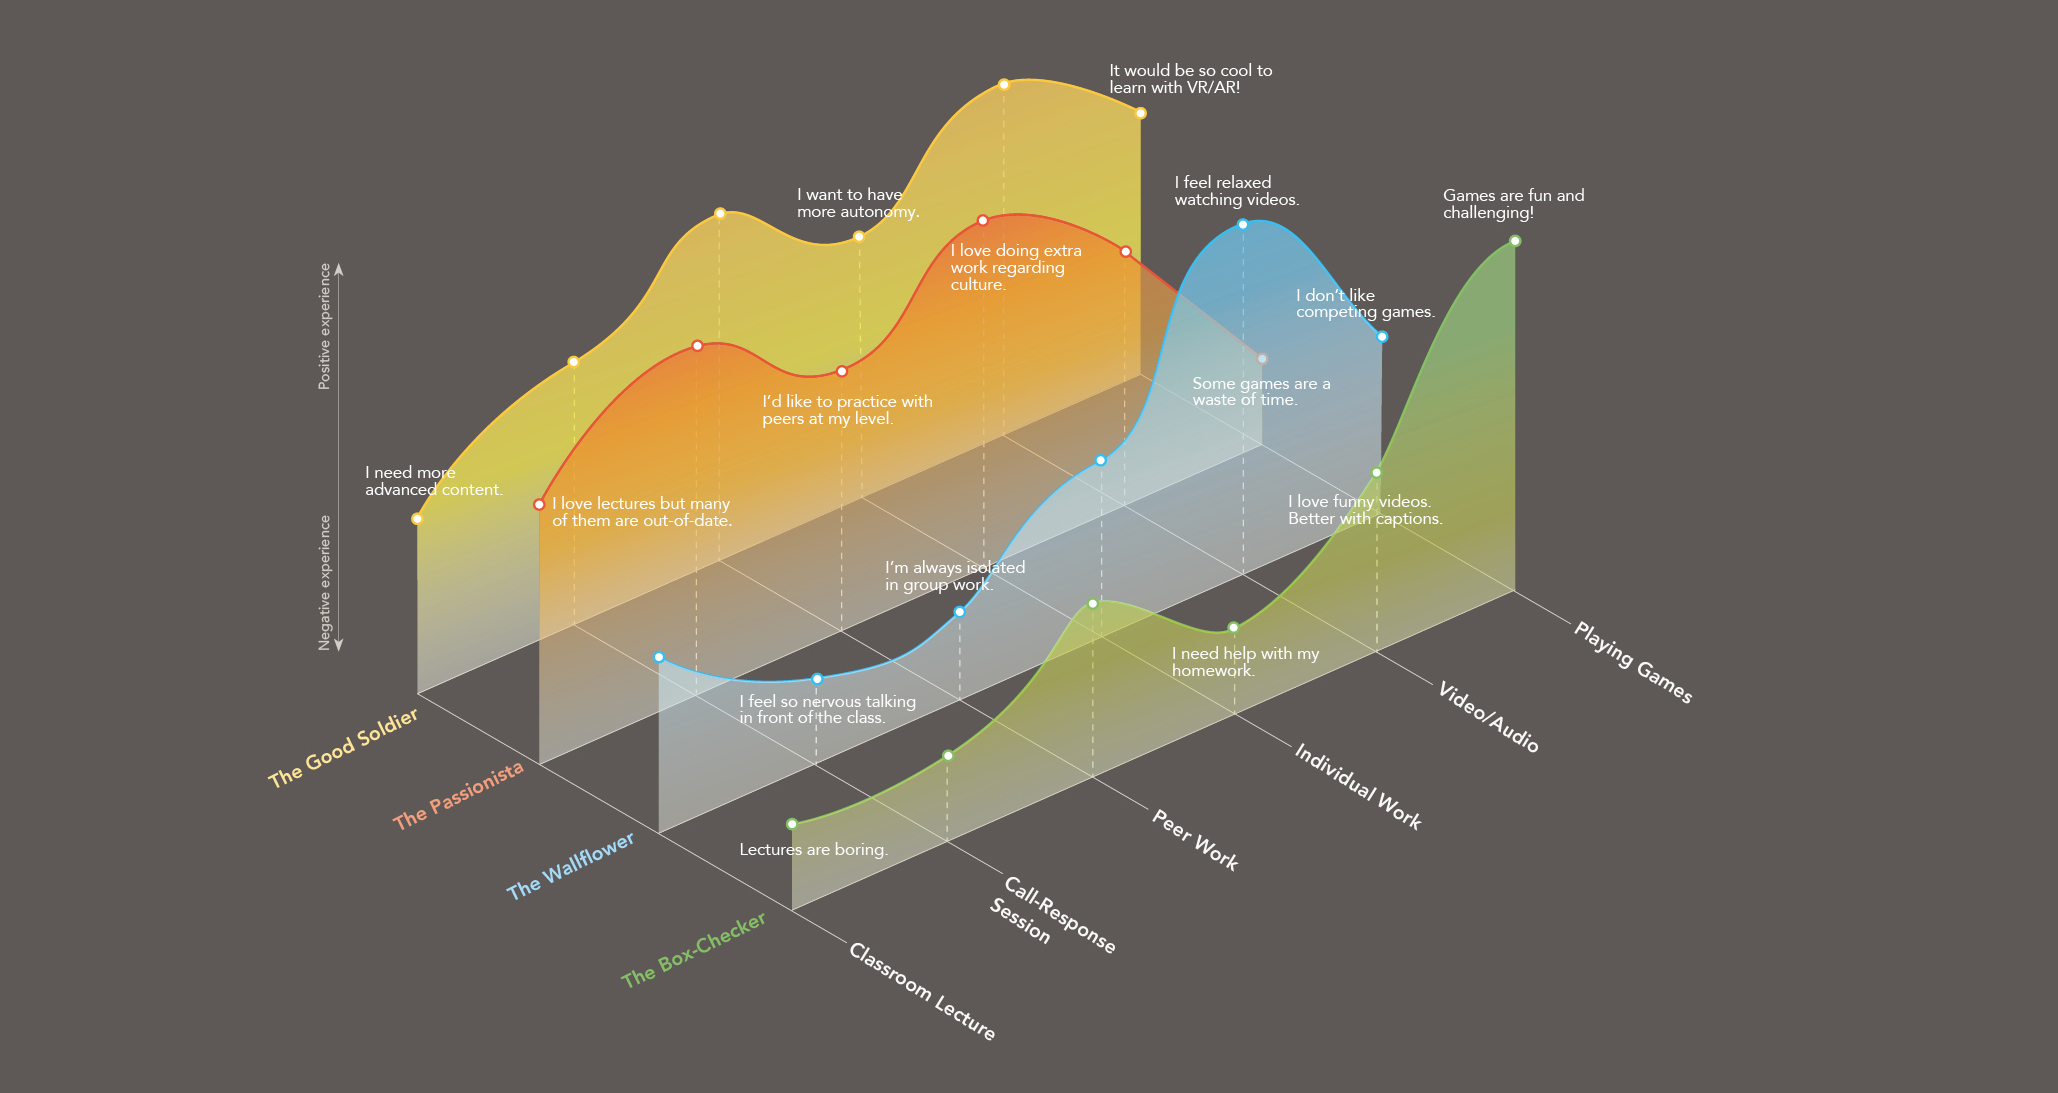 It would be so cool to
learn with VR/AR!
I feel relaxed
watching videos.
Games are fun and
challenging!
I want to have
more autonomy.
I love doing extra
work regarding
culture.
I don't like
competing games.
Positive experience
Negative experience
Some games are a
waste of time.
I'd like to practice with
peers at my level.
I need more
advanced content.
I love lectures but many
of them are out-of-date.
I love funny videos.
Better with captions.
I'm always isolated
in group work.
I need help with my
homework.
I feel so nervous talking
in front of the class.
Lectures are boring.
The Good Soldier
The Passionista
The Wallflower
The Box-Checker
Playing Games
Video/Audio
Individual Work
Peer Work
Call-Response
Session
Classroom Lecture